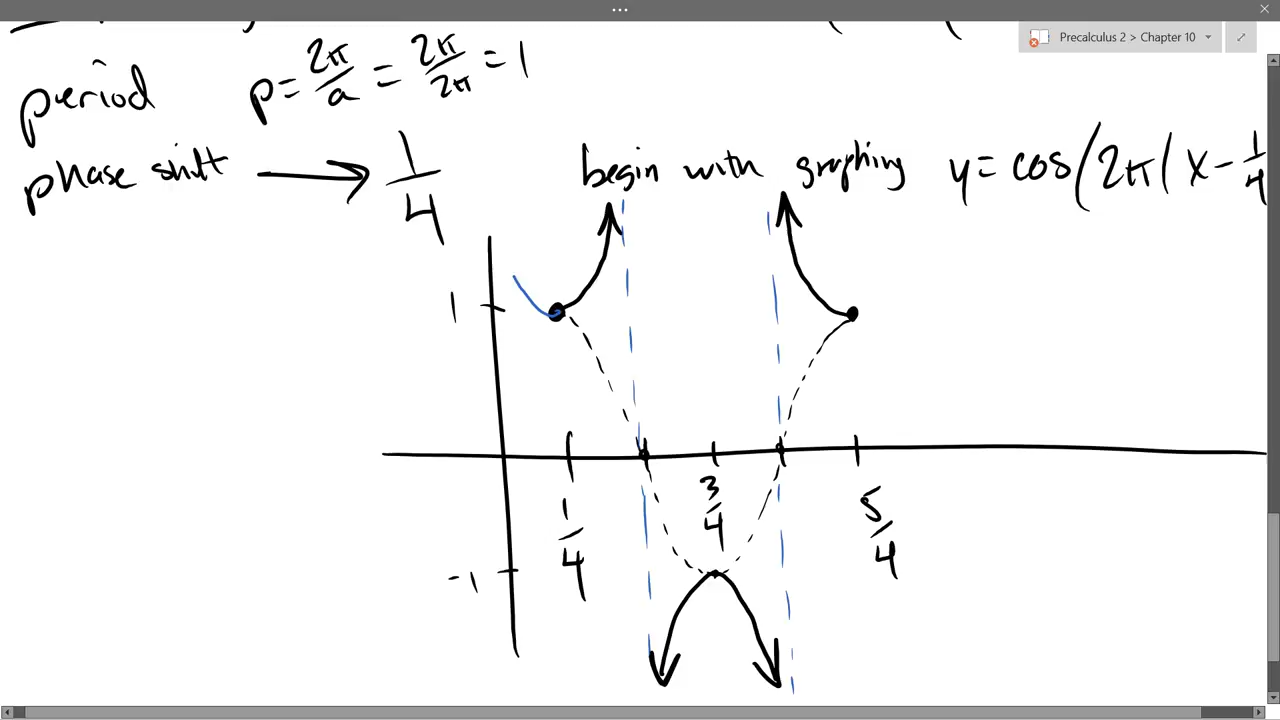 Precalculus 2 > Chapter 10
period p = 2π/a = 2π/2π = 1
phase shift → 1/4 begin with graphing y = cos(2π(x - 1/4
1
1/4 3/4 5/4
-1